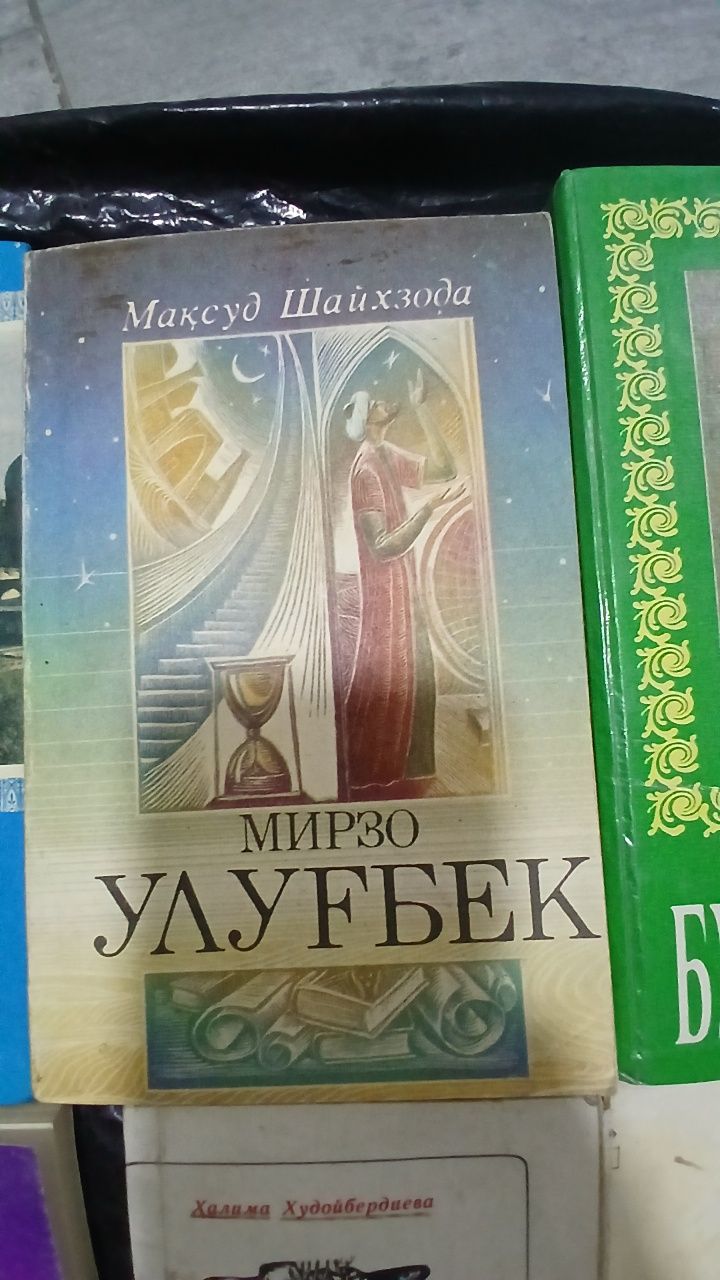 Мақсуд Шайхзода
МИРЗО
УЛУҒБЕК
Халима Худойбердиева